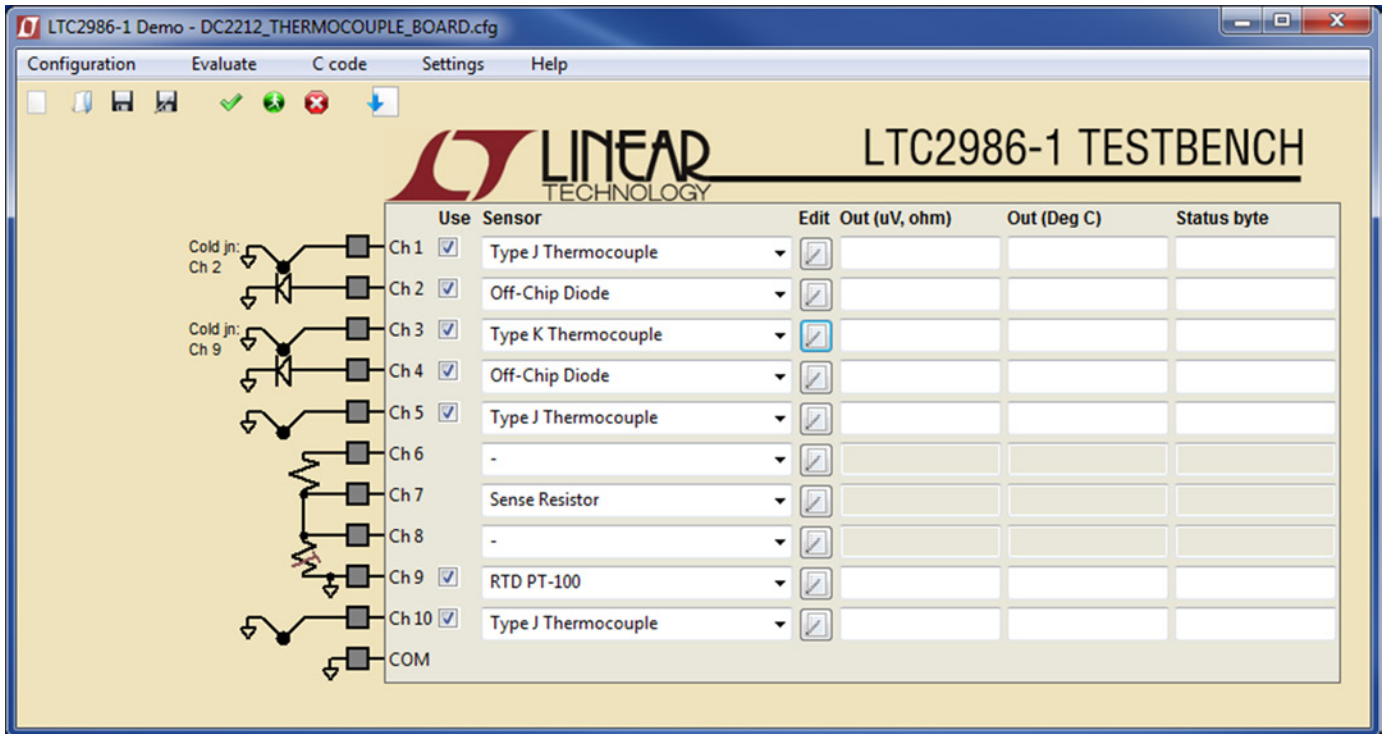 LTC2986-1 Demo - DC2212_THERMOCOUPLE_BOARD.cfg
Configuration Evaluate C code Settings Help
LINEAR TECHNOLOGY
LTC2986-1 TESTBENCH
Use Sensor Edit Out (uV, ohm) Out (Deg C) Status byte
Cold jn: Ch 2
Ch 1 Type J Thermocouple
Ch 2 Off-Chip Diode
Cold jn: Ch 9
Ch 3 Type K Thermocouple
Ch 4 Off-Chip Diode
Ch 5 Type J Thermocouple
Ch 6 -
Ch 7 Sense Resistor
Ch 8 -
Ch 9 RTD PT-100
Ch 10 Type J Thermocouple
COM